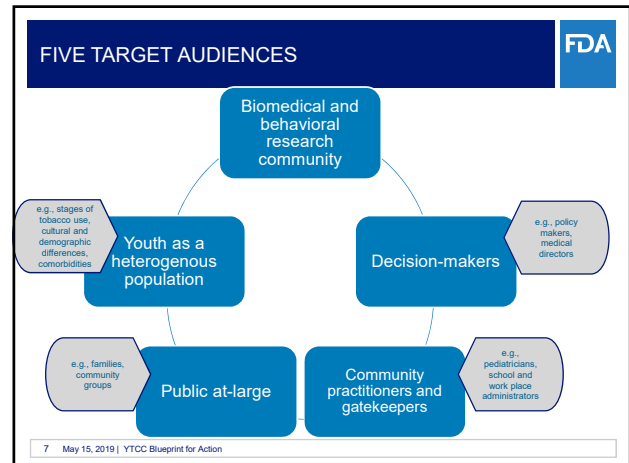 FIVE TARGET AUDIENCES
FDA
Biomedical and
behavioral
research
community
e.g., stages of
tobacco use,
cultural and
demographic
differences,
comorbidities
Youth as a
heterogenous
population
Decision-makers
e.g., policy
makers,
medical
directors
e.g., families,
community
groups
Public at-large
Community
practitioners and
gatekeepers
e.g.,
pediatricians,
school and
work place
administrators
7 May 15, 2019 | YTCC Blueprint for Action